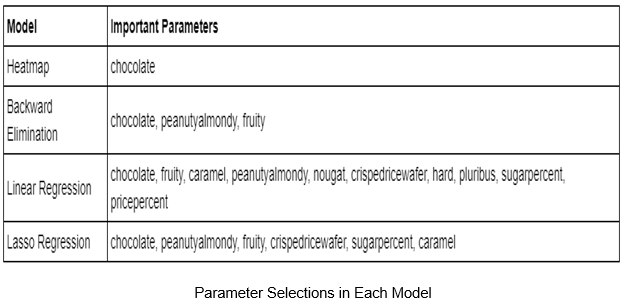 Model Important Parameters
Heatmap chocolate
Backward
Elimination chocolate, peanutyalmondy, fruity
Linear Regression chocolate, fruity, caramel, peanutyalmondy, nougat, crispedricewafer, hard, pluribus, sugarpercent,
pricepercent
Lasso Regression chocolate, peanutyalmondy, fruity, crispedricewafer, sugarpercent, caramel
Parameter Selections in Each Model